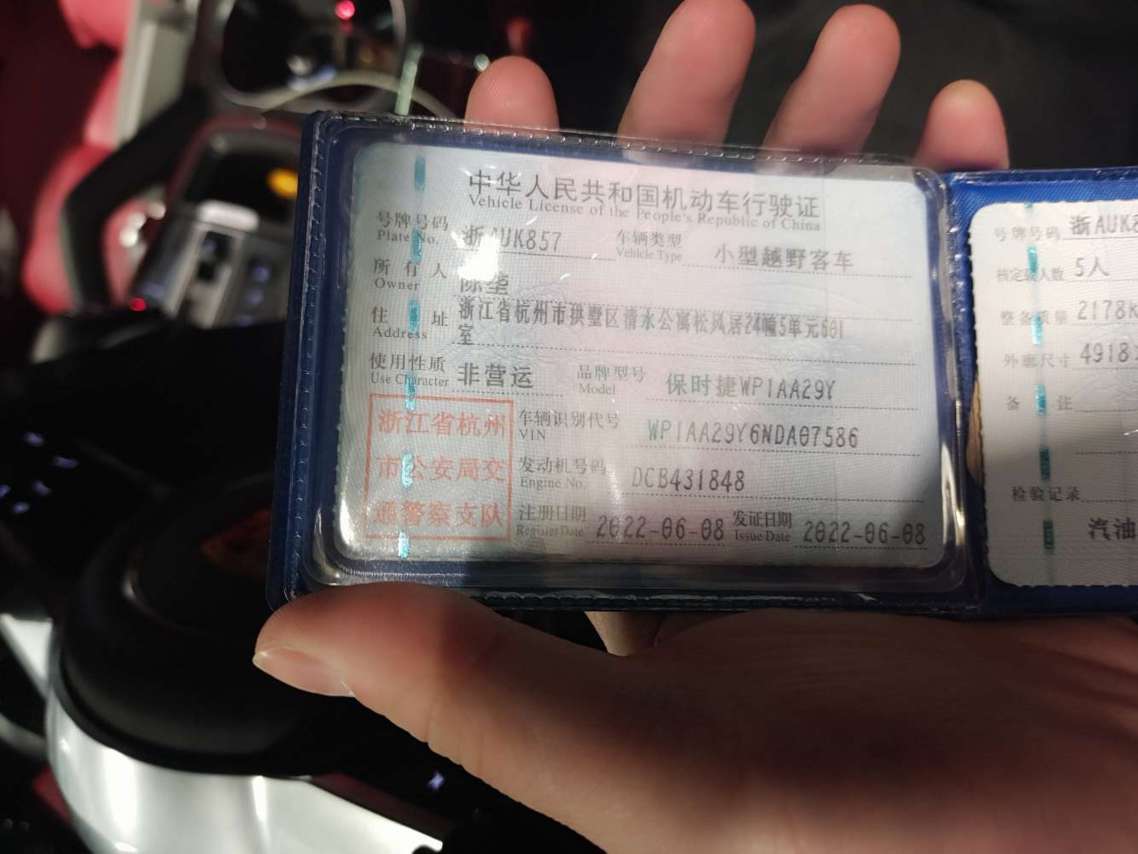 中华人民共和国机动车行驶证
Vehicle License of the People's Republic of China
号牌号码 浙AUK857 车辆类型 小型越野客车
Plate No. Vehicle Type
所有人 陈垒
Owner
住址 浙江省杭州市拱墅区清水公寓松风居24幢5单元601
Address 室
使用性质 非营运 品牌型号 保时捷WP1AA29Y
Use Character Model
浙江省杭州
市公安局交
通警察支队
车辆识别代号 WP1AA29Y6NDA07586
VIN
发动机号码 DCB431848
Engine No.
注册日期 2022-06-08 发证日期 2022-06-08
Register Date Issue Date
号牌号码 浙AUK8
核定载人数 5人
整备质量 2178K
外廓尺寸 4918
备注
检验记录
汽油